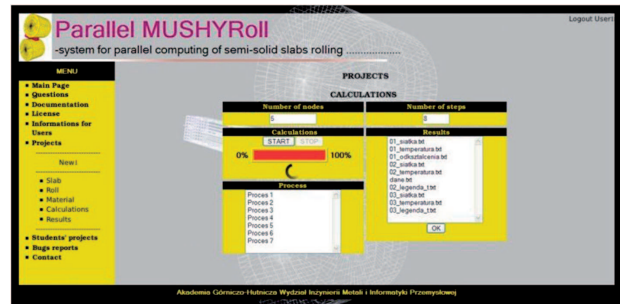 Logout User1
Parallel MUSHYRoll
-system for parallel computing of semi-solid slabs rolling ..................
MENU
Main Page
Questions
Documentation
License
Informations for
Users
Projects
New:
Slab
Roll
Material
Calculations
Results
Students' projects
Bugs reports
Contact
PROJECTS
CALCULATIONS
Number of nodes
5
Number of steps
8
Calculations
START STOP
0% 100%
Process
Proces 1
Proces 2
Proces 3
Proces 4
Proces 5
Proces 6
Proces 7
Results
01_siatka.txt
01_temperatura.txt
01_odksztalcenia.txt
02_siatka.txt
02_temperatura.txt
dane.txt
02_legenda_t.txt
03_siatka.txt
03_temperatura.txt
03_legenda_t.txt
OK
Akademia Górniczo-Hutnicza Wydział Inżynierii Metali i Informatyki Przemysłowej